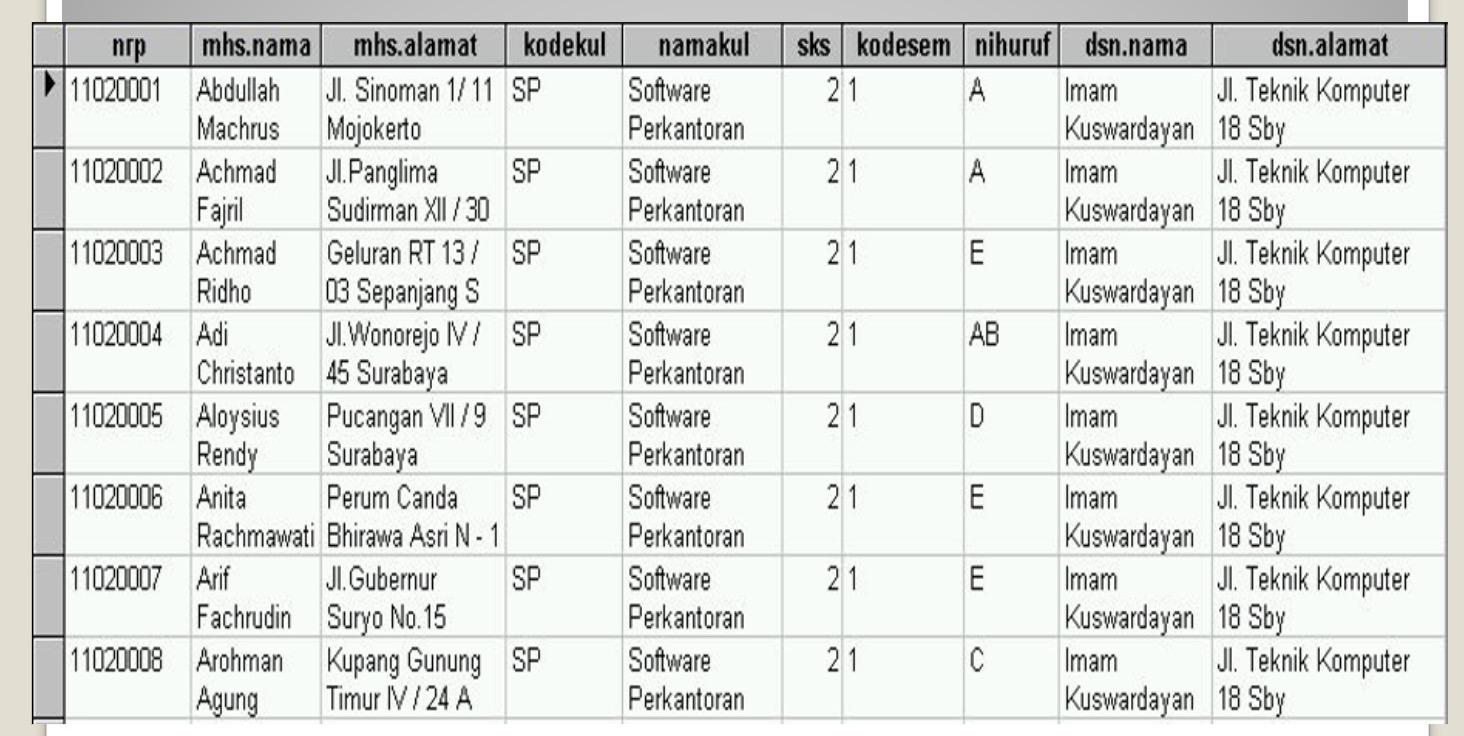 nrp mhs.nama mhs.alamat kodekul namakul sks kodesem nihuruf dsn.nama dsn.alamat
11020001 Abdullah Jl. Sinoman 1/ 11 SP Software 2 1 A Imam Jl. Teknik Komputer
Machrus Mojokerto Perkantoran Kuswardayan 18 Sby
11020002 Achmad Jl.Panglima SP Software 2 1 A Imam Jl. Teknik Komputer
Fajril Sudirman XII / 30 Perkantoran Kuswardayan 18 Sby
11020003 Achmad Geluran RT 13 / SP Software 2 1 E Imam Jl. Teknik Komputer
Ridho 03 Sepanjang S Perkantoran Kuswardayan 18 Sby
11020004 Adi Jl.Wonorejo IV / SP Software 2 1 AB Imam Jl. Teknik Komputer
Christanto 45 Surabaya Perkantoran Kuswardayan 18 Sby
11020005 Aloysius Pucangan VII / 9 SP Software 2 1 D Imam Jl. Teknik Komputer
Rendy Surabaya Perkantoran Kuswardayan 18 Sby
11020006 Anita Perum Canda SP Software 2 1 E Imam Jl. Teknik Komputer
Rachmawati Bhirawa Asri N - 1 Perkantoran Kuswardayan 18 Sby
11020007 Arif Jl.Gubernur SP Software 2 1 E Imam Jl. Teknik Komputer
Fachrudin Suryo No.15 Perkantoran Kuswardayan 18 Sby
11020008 Arohman Kupang Gunung SP Software 2 1 C Imam Jl. Teknik Komputer
Agung Timur IV / 24 A Perkantoran Kuswardayan 18 Sby